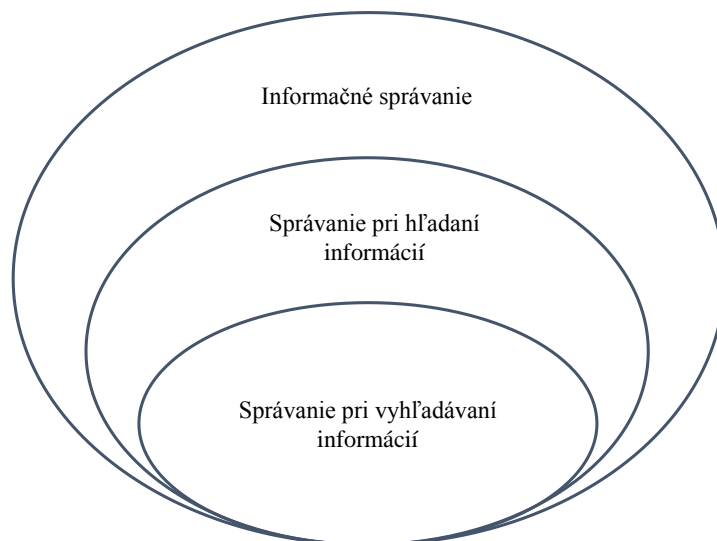 Informačné správanie
Správanie pri hľadaní
informácií
Správanie pri vyhľadávaní
informácií